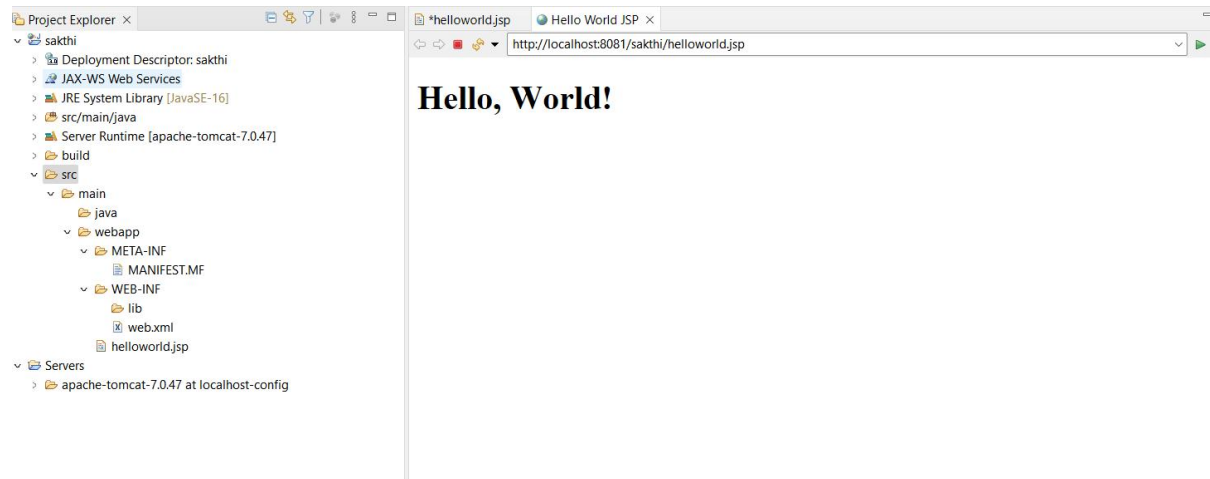 Project Explorer
sakthi
Deployment Descriptor: sakthi
JAX-WS Web Services
JRE System Library [JavaSE-16]
src/main/java
Server Runtime [apache-tomcat-7.0.47]
build
src
main
java
webapp
META-INF
MANIFEST.MF
WEB-INF
lib
web.xml
helloworld.jsp
Servers
apache-tomcat-7.0.47 at localhost-config
*helloworld.jsp Hello World JSP
http://localhost:8081/sakthi/helloworld.jsp
Hello, World!